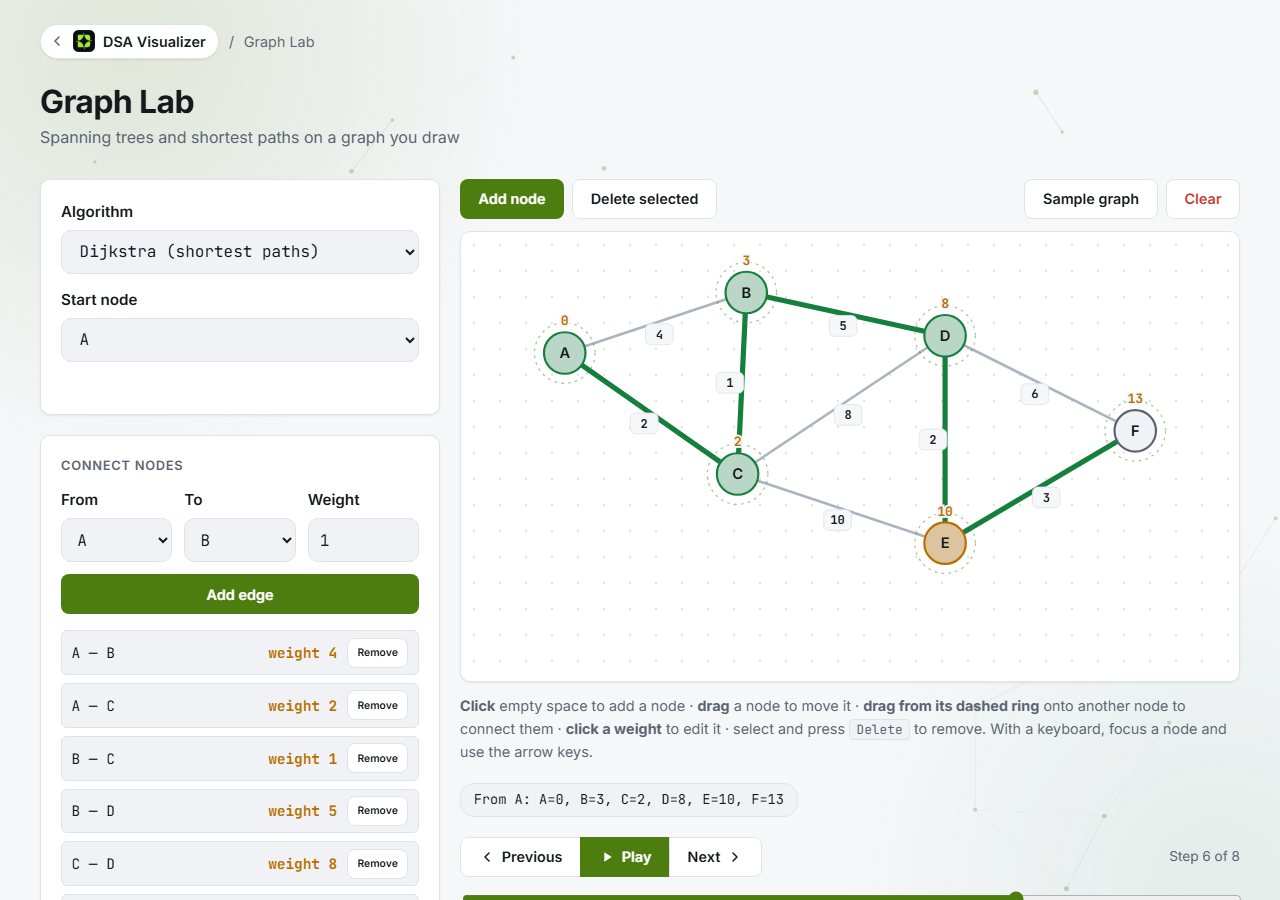 DSA Visualizer / Graph Lab
Graph Lab
Spanning trees and shortest paths on a graph you draw
Algorithm
Dijkstra (shortest paths)
Start node
A
CONNECT NODES
From To Weight
A B 1
Add edge
A — B weight 4 Remove
A — C weight 2 Remove
B — C weight 1 Remove
B — D weight 5 Remove
C — D weight 8 Remove
Add node Delete selected Sample graph Clear
3
B
8
0
5
D
4
A
1
6
13
2
8
F
2
2
C
3
10
10
E
Click empty space to add a node · drag a node to move it · drag from its dashed ring onto another node to
connect them · click a weight to edit it · select and press Delete to remove. With a keyboard, focus a node and
use the arrow keys.
From A: A=0, B=3, C=2, D=8, E=10, F=13
Previous Play Next Step 6 of 8